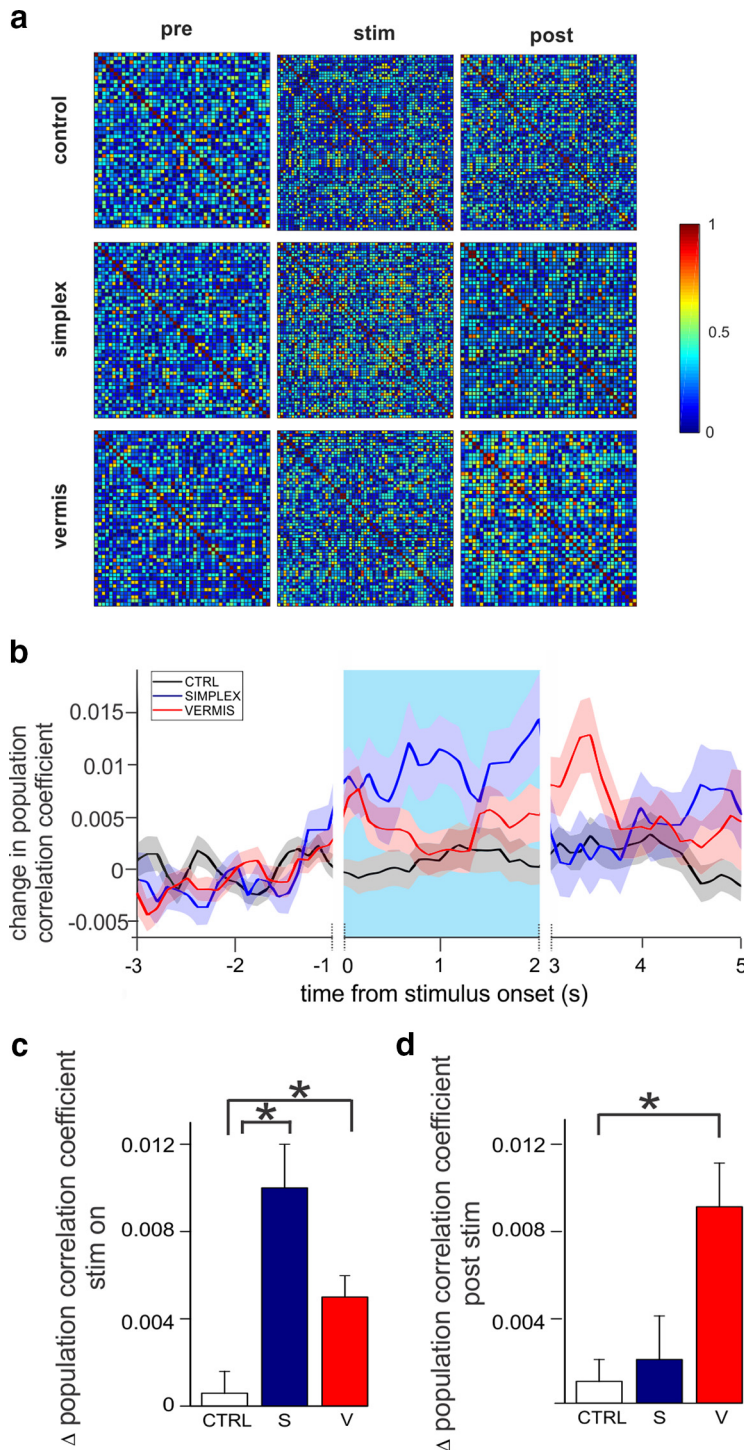 a
pre stim post
control
simplex
vermis
1
0.5
0
b
CTRL
SIMPLEX
VERMIS
change in population
correlation coefficient
0.015
0.01
0.005
0
-0.005
-3 -2 -1 0 1 2 3 4 5
time from stimulus onset (s)
c
Δ population correlation coefficient
stim on
* *
0.012
0.008
0.004
0
CTRL S V
d
Δ population correlation coefficient
post stim
*
0.012
0.008
0.004
CTRL S V